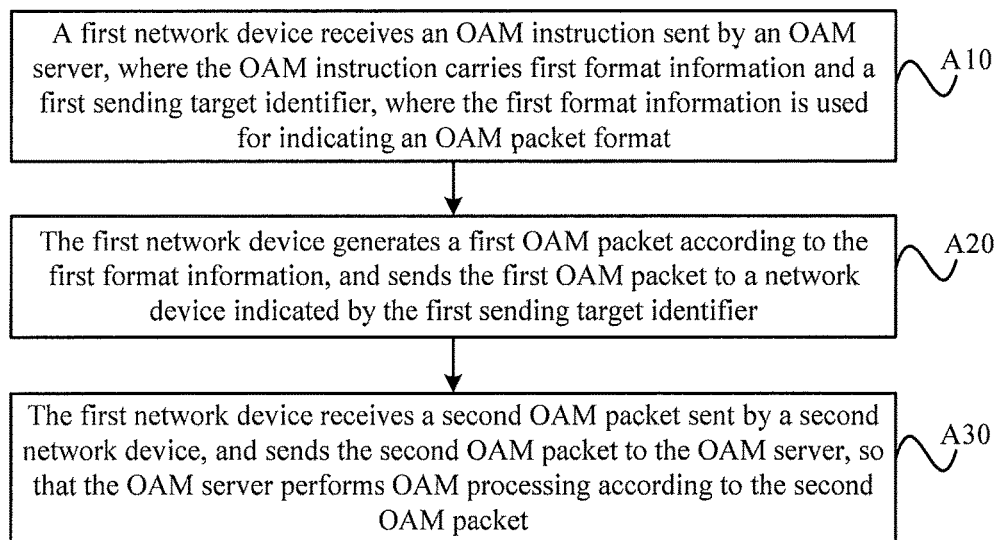 A first network device receives an OAM instruction sent by an OAM
server, where the OAM instruction carries first format information and a
first sending target identifier, where the first format information is used
for indicating an OAM packet format
A10
The first network device generates a first OAM packet according to the
first format information, and sends the first OAM packet to a network
device indicated by the first sending target identifier
A20
The first network device receives a second OAM packet sent by a second
network device, and sends the second OAM packet to the OAM server, so
that the OAM server performs OAM processing according to the second
OAM packet
A30